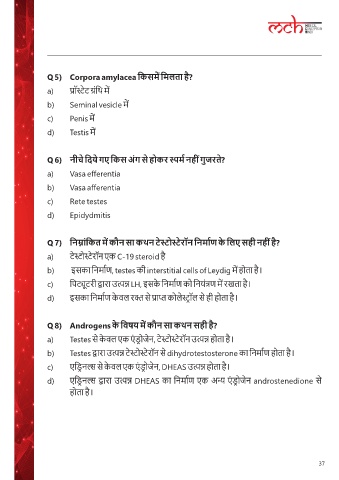 mch
Q 5) Corpora amylacea किसमें मिलता है?
a) प्रॉस्टेट ग्रंथि में
b) Seminal vesicle में
c) Penis में
d) Testis में
Q 6) नीचे दिये गए किस अंग से होकर स्पर्म नहीं गुजरते?
a) Vasa efferentia
b) Vasa afferentia
c) Rete testes
d) Epidydmitis
Q 7) निम्नांकित में कौन सा कथन टेस्टोस्टेरॉन निर्माण के लिए सही नहीं है?
a) टेस्टोस्टेरॉन एक C-19 steroid है
b) इसका निर्माण, testes की interstitial cells of Leydig में होता है।
c) पिट्यूटरी द्वारा उत्पन्न LH, इसके निर्माण को नियंत्रण में रखता है।
d) इसका निर्माण केवल रक्त से प्राप्त कोलेस्ट्रॉल से ही होता है।
Q 8) Androgens के विषय में कौन सा कथन सही है?
a) Testes से केवल एक एंड्रोजेन, टेस्टोस्टेरॉन उत्पन्न होता है।
b) Testes द्वारा उत्पन्न टेस्टोस्टेरॉन से dihydrotestosterone का निर्माण होता है।
c) एड्रिनल्स से केवल एक एंड्रोजेन, DHEAS उत्पन्न होता है।
d) एड्रिनल्स द्वारा उत्पन्न DHEAS का निर्माण एक अन्य एंड्रोजेन androstenedione से
होता है।
37